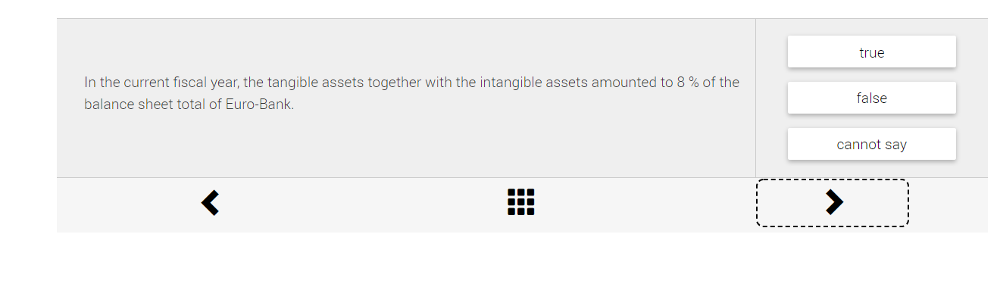 In the current fiscal year, the tangible assets together with the intangible assets amounted to 8 % of the
balance sheet total of Euro-Bank.
true
false
cannot say